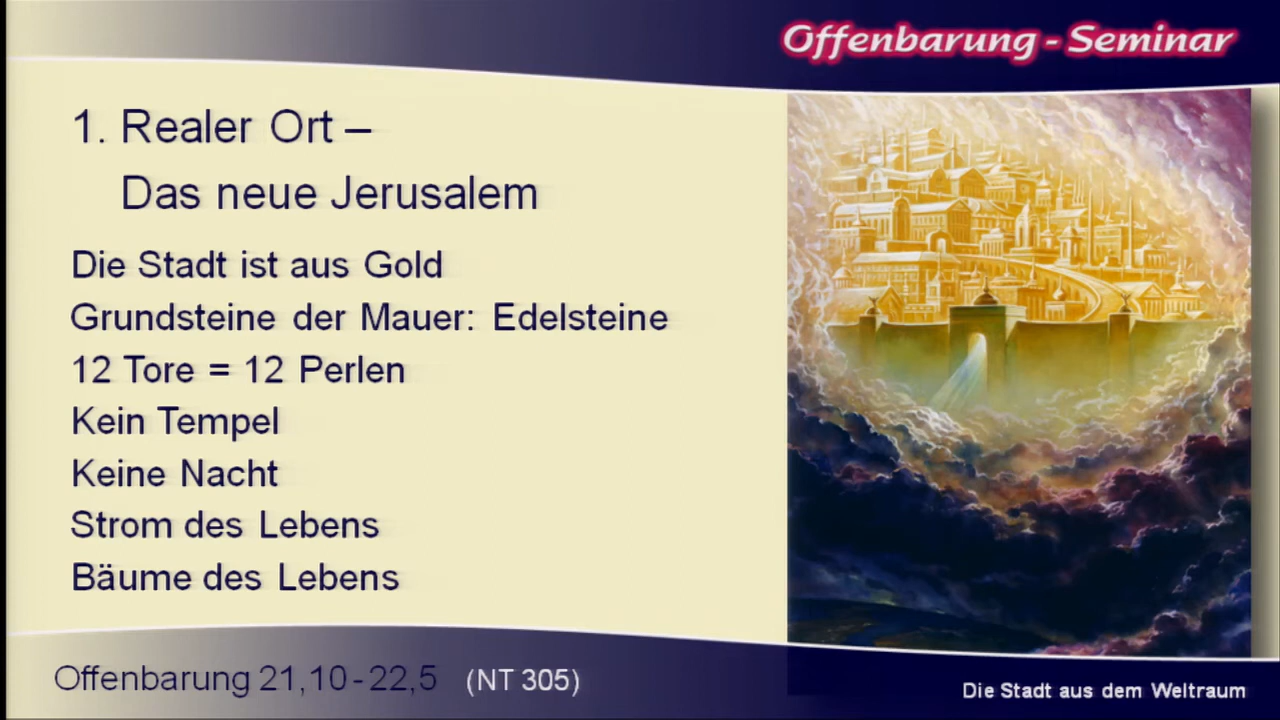 Offenbarung - Seminar
1. Realer Ort –
Das neue Jerusalem
Die Stadt ist aus Gold
Grundsteine der Mauer: Edelsteine
12 Tore = 12 Perlen
Kein Tempel
Keine Nacht
Strom des Lebens
Bäume des Lebens
Offenbarung 21,10-22,5 (NT 305)
Die Stadt aus dem Weltraum